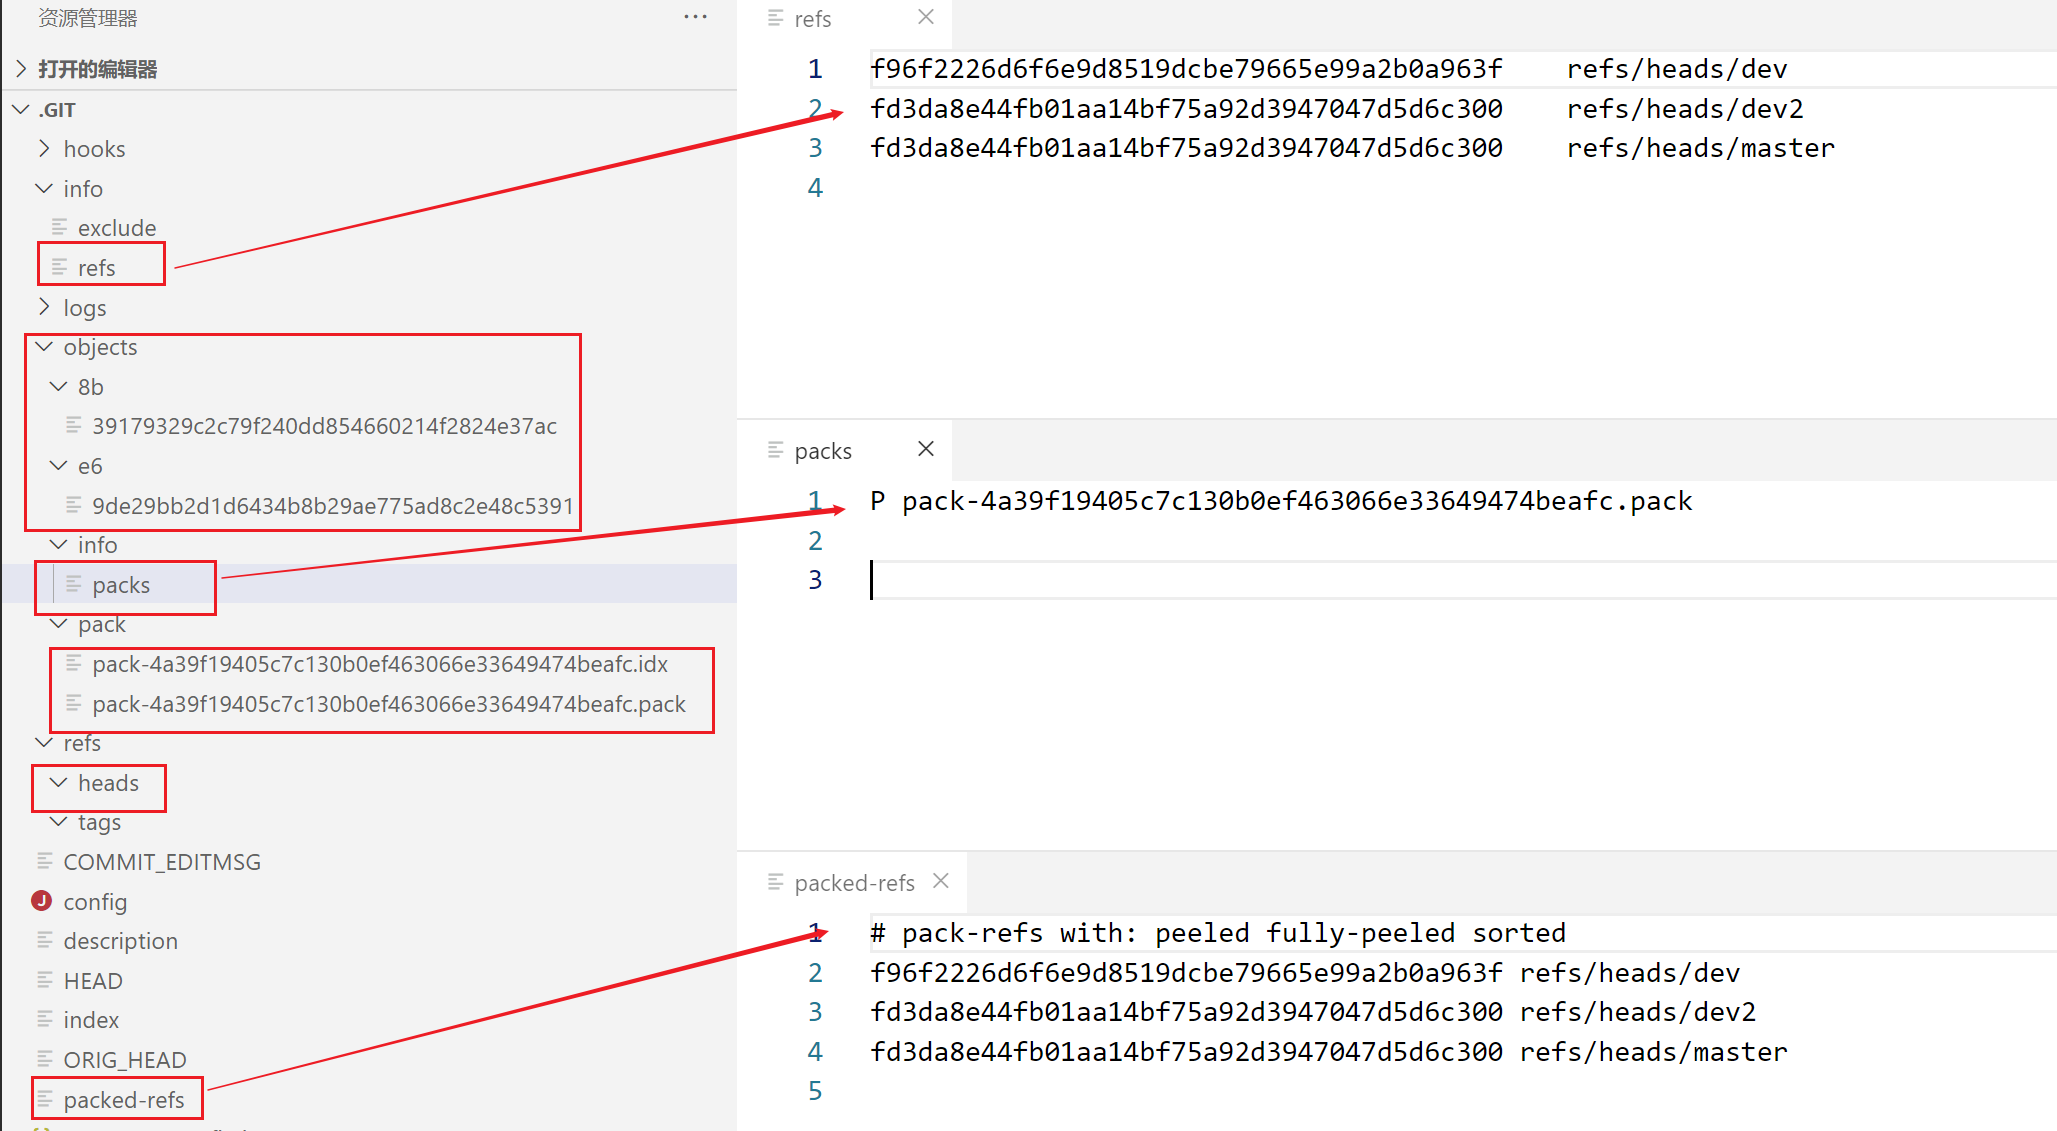 资源管理器
打开的编辑器
.GIT
hooks
info
exclude
refs
logs
objects
8b
39179329c2c79f240dd854660214f2824e37ac
e6
9de29bb2d1d6434b8b29ae775ad8c2e48c5391
info
packs
pack
pack-4a39f19405c7c130b0ef463066e33649474beafc.idx
pack-4a39f19405c7c130b0ef463066e33649474beafc.pack
refs
heads
tags
COMMIT_EDITMSG
J config
description
HEAD
index
ORIG_HEAD
packed-refs
refs
1 f96f2226d6f6e9d8519dcbe79665e99a2b0a963f refs/heads/dev
2 fd3da8e44fb01aa14bf75a92d3947047d5d6c300 refs/heads/dev2
3 fd3da8e44fb01aa14bf75a92d3947047d5d6c300 refs/heads/master
4
packs
1 P pack-4a39f19405c7c130b0ef463066e33649474beafc.pack
2
3
packed-refs
1 # pack-refs with: peeled fully-peeled sorted
2 f96f2226d6f6e9d8519dcbe79665e99a2b0a963f refs/heads/dev
3 fd3da8e44fb01aa14bf75a92d3947047d5d6c300 refs/heads/dev2
4 fd3da8e44fb01aa14bf75a92d3947047d5d6c300 refs/heads/master
5